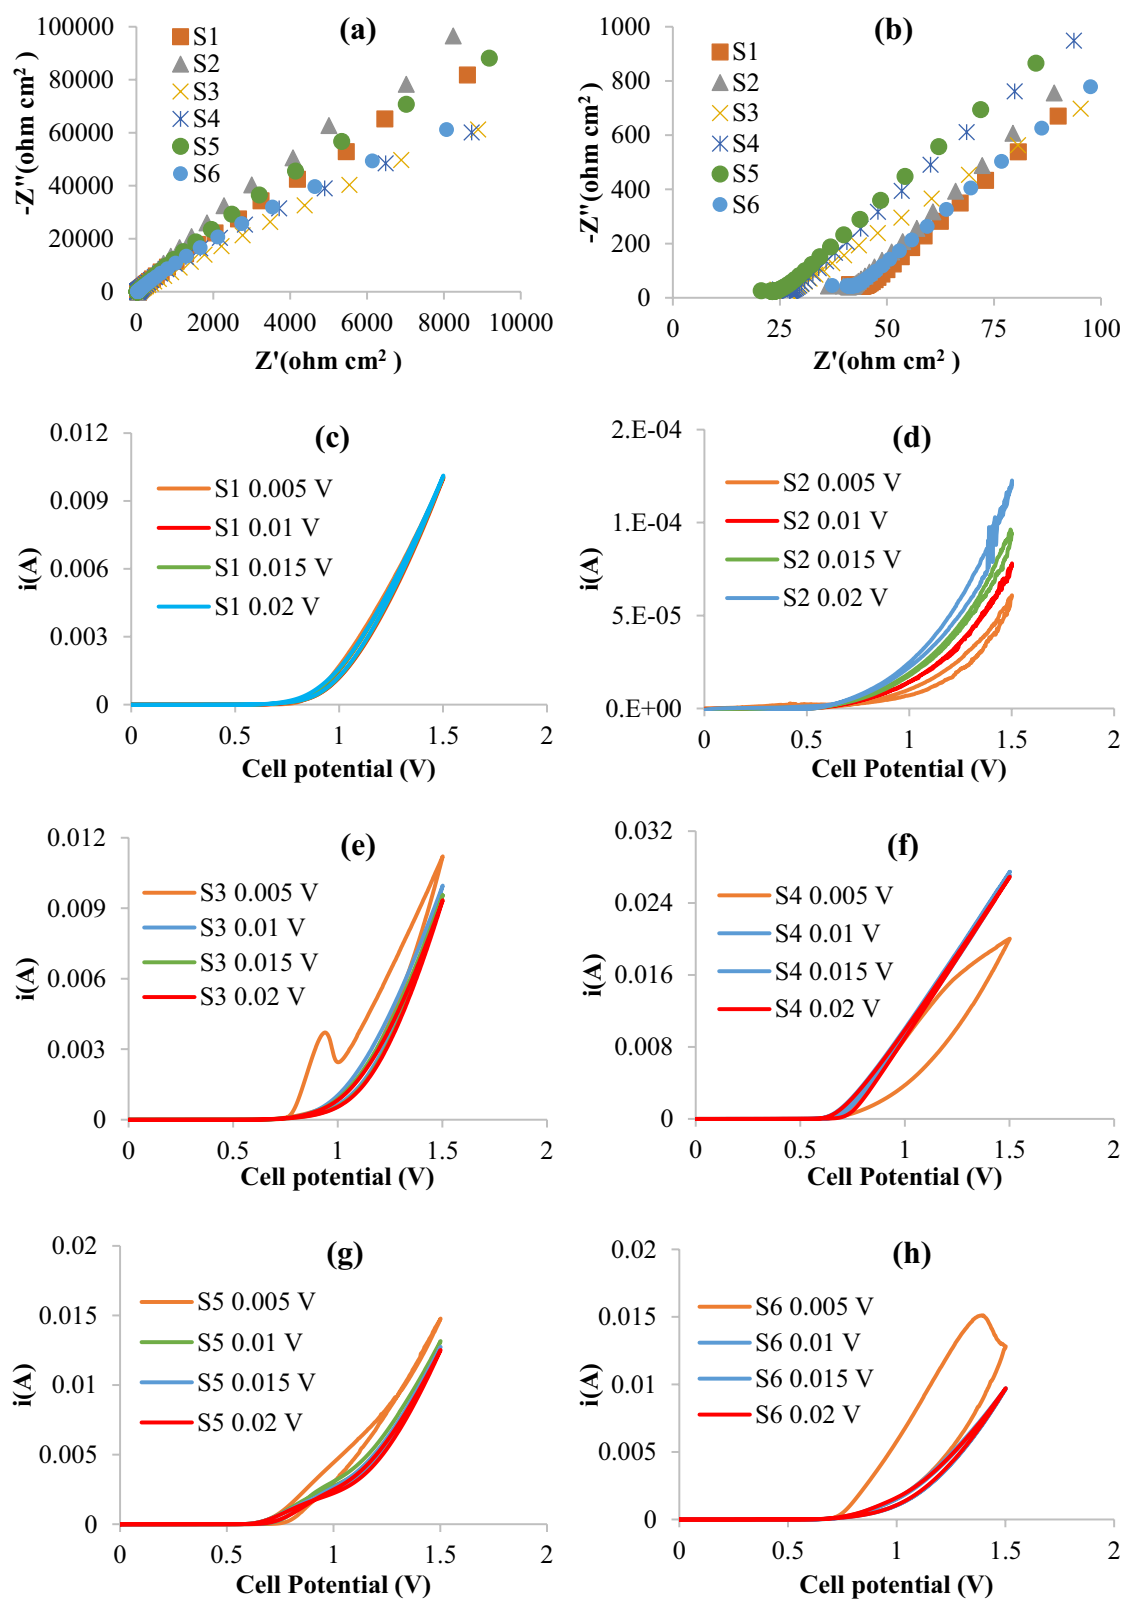 (a)
-Z''(ohm cm² )
100000
80000
60000
40000
20000
0
S1
S2
S3
S4
S5
S6
0
2000
4000
6000
8000
10000
Z'(ohm cm² )
(b)
-Z''(ohm cm² )
1000
800
600
400
200
0
S1
S2
S3
S4
S5
S6
0
25
50
75
100
Z'(ohm cm² )
(c)
i(A)
0.012
0.009
0.006
0.003
0
S1 0.005 V
S1 0.01 V
S1 0.015 V
S1 0.02 V
0
0.5
1
1.5
2
Cell potential (V)
(d)
i(A)
2.E-04
1.E-04
5.E-05
0.E+00
S2 0.005 V
S2 0.01 V
S2 0.015 V
S2 0.02 V
0
0.5
1
1.5
2
Cell Potential (V)
(e)
i(A)
0.012
0.009
0.006
0.003
0
S3 0.005 V
S3 0.01 V
S3 0.015 V
S3 0.02 V
0
0.5
1
1.5
2
Cell potential (V)
(f)
i(A)
0.032
0.024
0.016
0.008
0
S4 0.005 V
S4 0.01 V
S4 0.015 V
S4 0.02 V
0
0.5
1
1.5
2
Cell Potential (V)
(g)
i(A)
0.02
0.015
0.01
0.005
0
S5 0.005 V
S5 0.01 V
S5 0.015 V
S5 0.02 V
0
0.5
1
1.5
2
Cell Potential (V)
(h)
i(A)
0.02
0.015
0.01
0.005
0
S6 0.005 V
S6 0.01 V
S6 0.015 V
S6 0.02 V
0
0.5
1
1.5
2
Cell potential (V)